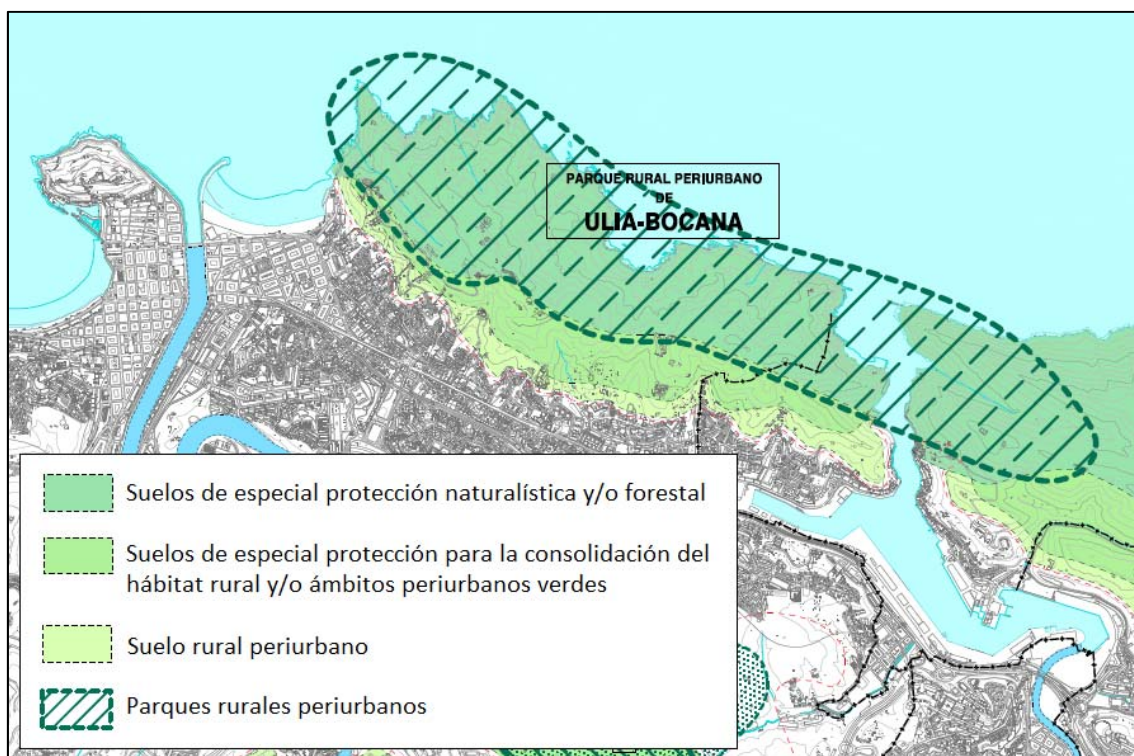 PARQUE RURAL PERIURBANO
DE
ULIA-BOCANA
Suelos de especial protección naturalística y/o forestal
Suelos de especial protección para la consolidación del
hábitat rural y/o ámbitos periurbanos verdes
Suelo rural periurbano
Parques rurales periurbanos